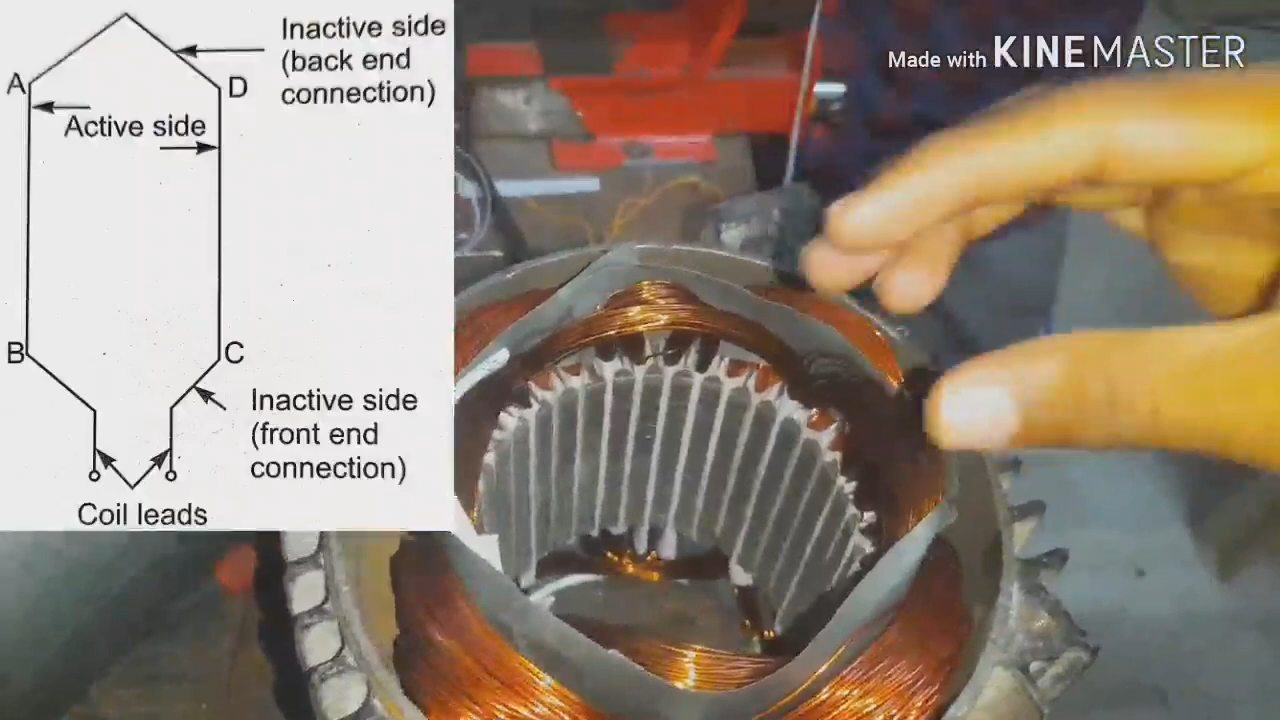 Inactive side
(back end
connection)
A
D
Active side
B
C
Inactive side
(front end
connection)
Coil leads
Made with KINEMASTER